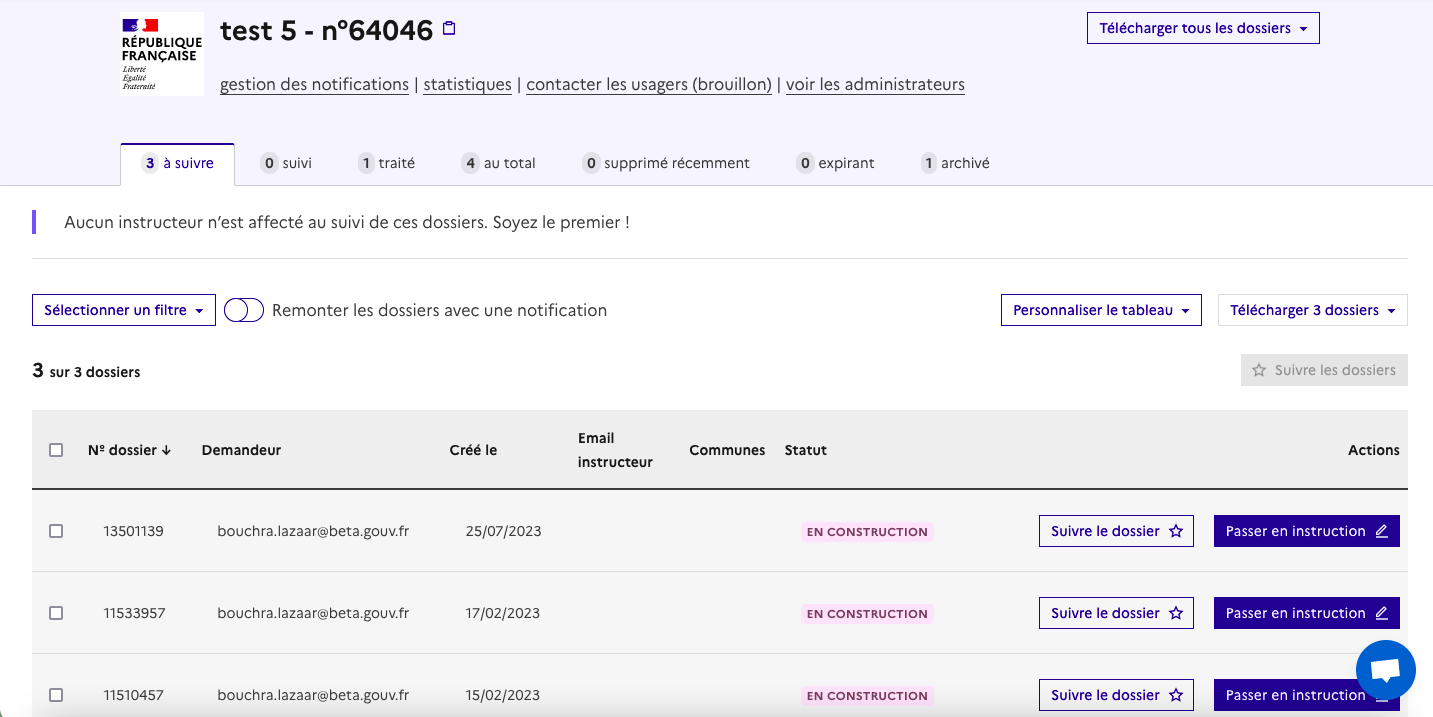 RÉPUBLIQUE
FRANÇAISE
Liberté
Égalité
Fraternité
test 5 - n°64046
Télécharger tous les dossiers
gestion des notifications | statistiques | contacter les usagers (brouillon) | voir les administrateurs
3 à suivre 0 suivi 1 traité 4 au total 0 supprimé récemment 0 expirant 1 archivé
Aucun instructeur n’est affecté au suivi de ces dossiers. Soyez le premier !
Sélectionner un filtre Remonter les dossiers avec une notification Personnaliser le tableau Télécharger 3 dossiers
3 sur 3 dossiers Suivre les dossiers
Nº dossier ↓ Demandeur Créé le Email instructeur Communes Statut Actions
13501139 bouchra.lazaar@beta.gouv.fr 25/07/2023 EN CONSTRUCTION Suivre le dossier Passer en instruction
11533957 bouchra.lazaar@beta.gouv.fr 17/02/2023 EN CONSTRUCTION Suivre le dossier Passer en instruction
11510457 bouchra.lazaar@beta.gouv.fr 15/02/2023 EN CONSTRUCTION Suivre le dossier Passer en instruction